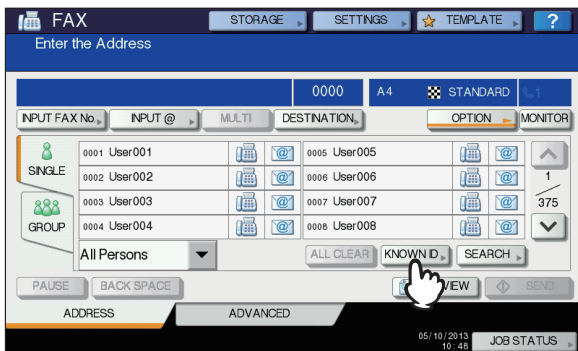 FAX
STORAGE
SETTINGS
TEMPLATE
?
Enter the Address
0000
A4
STANDARD
1
INPUT FAX No.
INPUT @
MULTI
DESTINATION
OPTION
MONITOR
SINGLE
GROUP
0001 User001
0002 User002
0003 User003
0004 User004
0005 User005
0006 User006
0007 User007
0008 User008
1
375
All Persons
ALL CLEAR
KNOWN ID
SEARCH
PAUSE
BACK SPACE
VIEW
SEND
ADDRESS
ADVANCED
05/10/2013
10:48
JOB STATUS